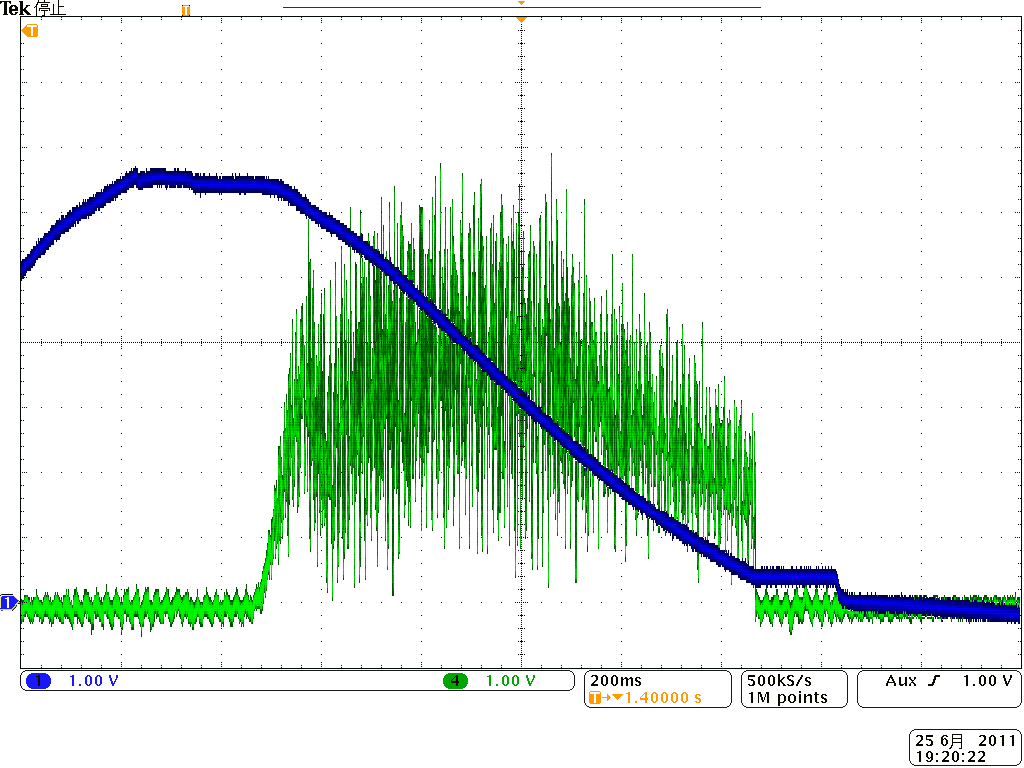 Tek 停止
T
T
1
1 1.00 V 4 1.00 V 200ms 500kS/s Aux 1.00 V
T→▼1.40000 s 1M points
25 6月 2011
19:20:22